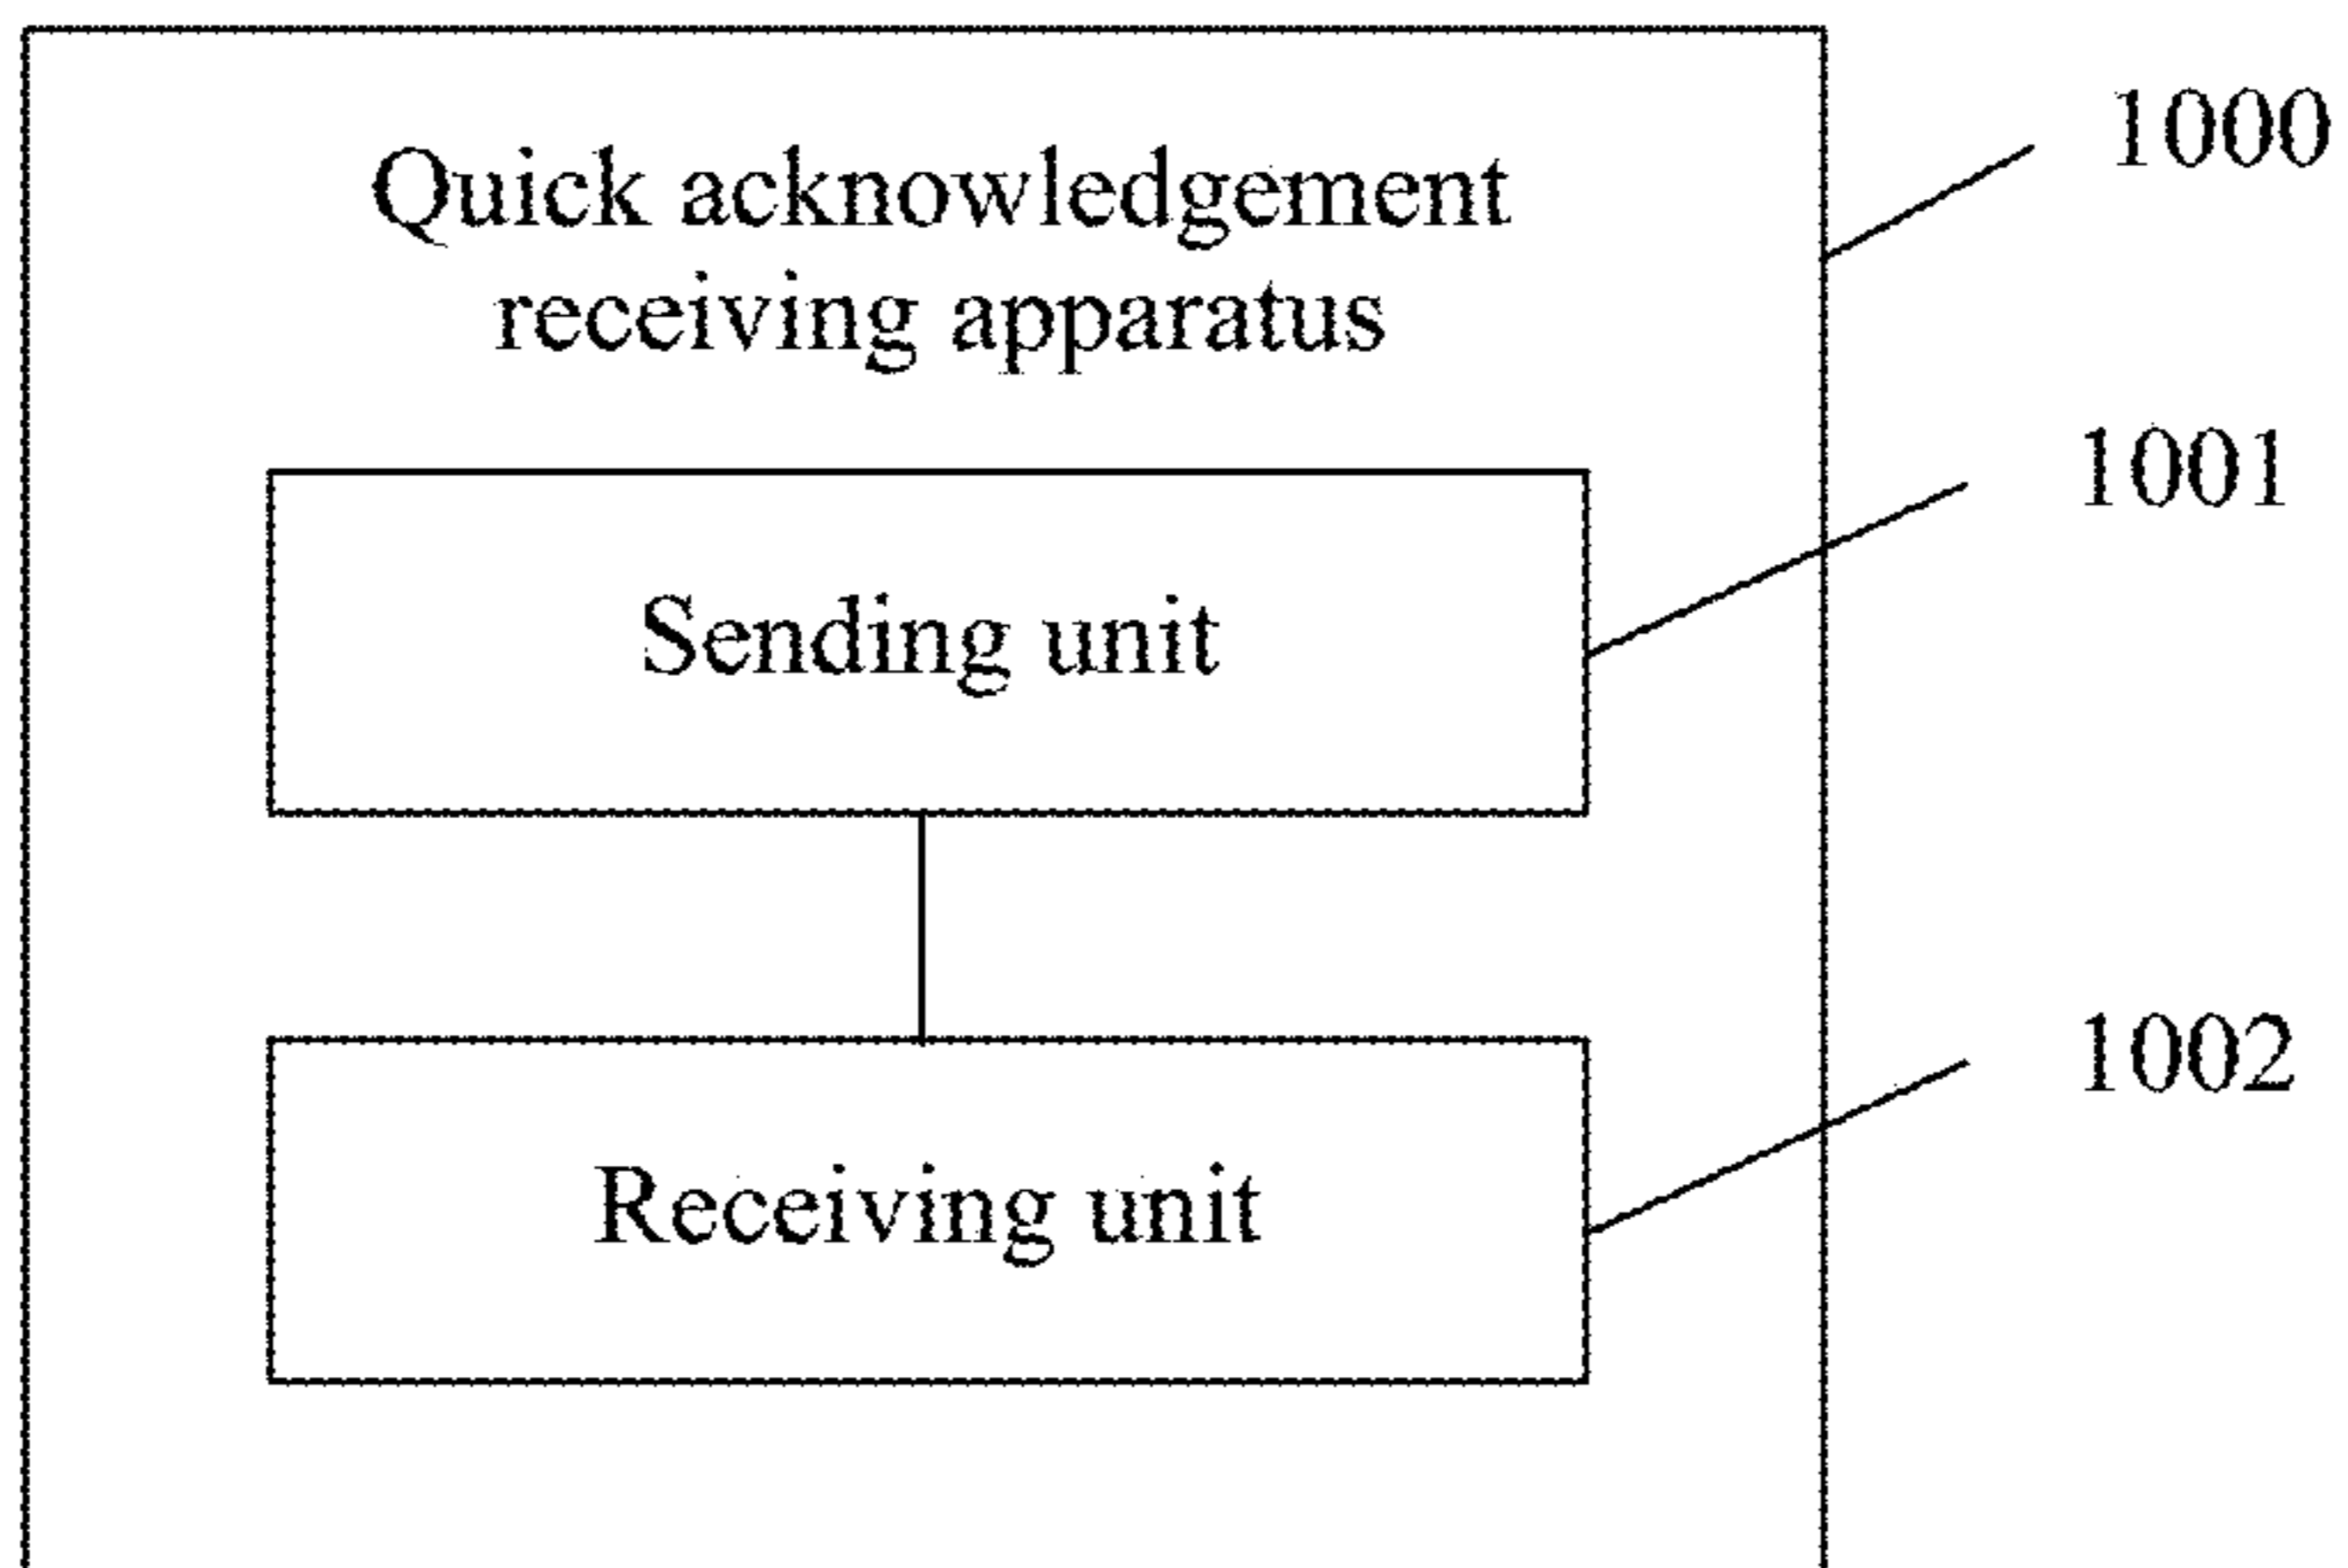 1000
Quick acknowledgement
receiving apparatus
1001
Sending unit
1002
Receiving unit